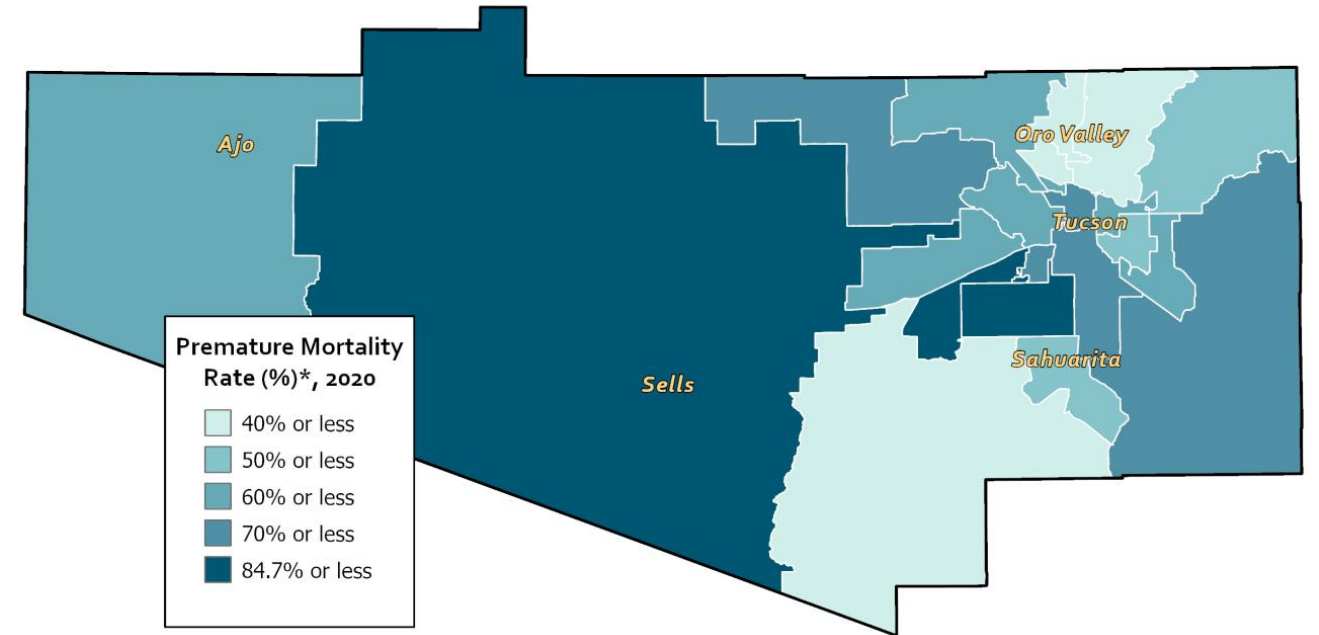 Oro Valley
Ajo
Tucson
Sahuarita
Sells
Premature Mortality
Rate (%)*, 2020
40% or less
50% or less
60% or less
70% or less
84.7% or less